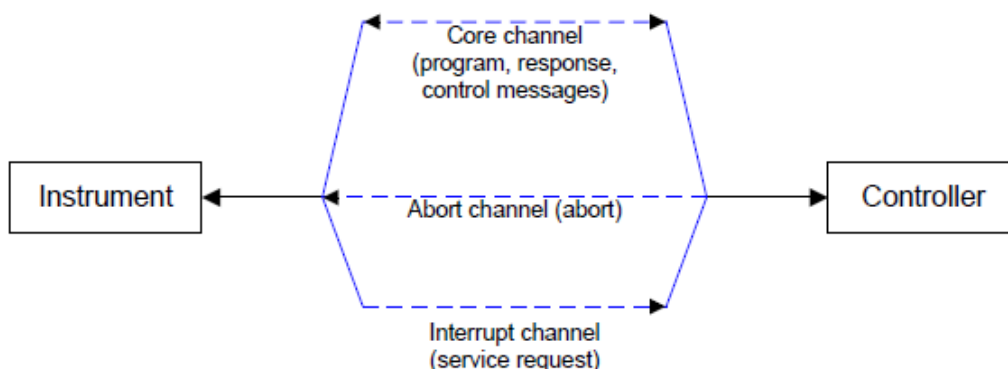 Core channel
(program, response,
control messages)
Instrument
Abort channel (abort)
Controller
Interrupt channel
(service request)